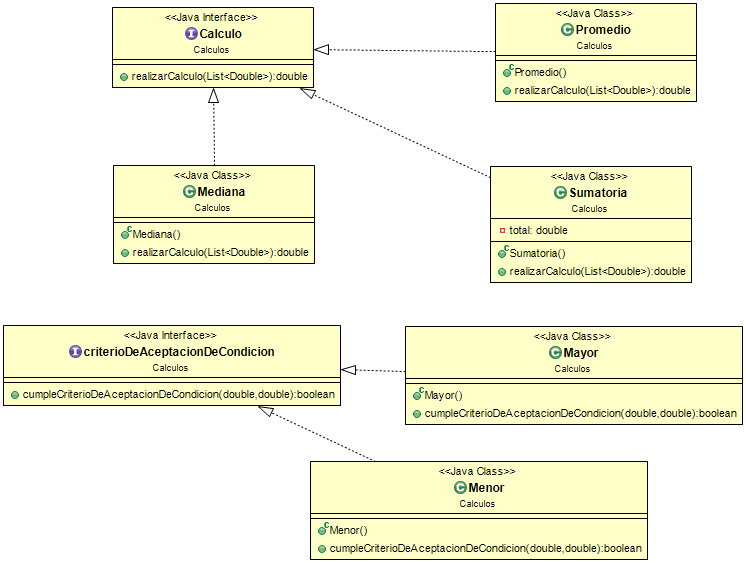 <<Java Interface>>
Calculo
Calculos
realizarCalculo(List<Double>):double
<<Java Class>>
Promedio
Calculos
Promedio()
realizarCalculo(List<Double>):double
<<Java Class>>
Mediana
Calculos
Mediana()
realizarCalculo(List<Double>):double
<<Java Class>>
Sumatoria
Calculos
total: double
Sumatoria()
realizarCalculo(List<Double>):double
<<Java Interface>>
criterioDeAceptacionDeCondicion
Calculos
cumpleCriterioDeAceptacionDeCondicion(double,double):boolean
<<Java Class>>
Mayor
Calculos
Mayor()
cumpleCriterioDeAceptacionDeCondicion(double,double):boolean
<<Java Class>>
Menor
Calculos
Menor()
cumpleCriterioDeAceptacionDeCondicion(double,double):boolean